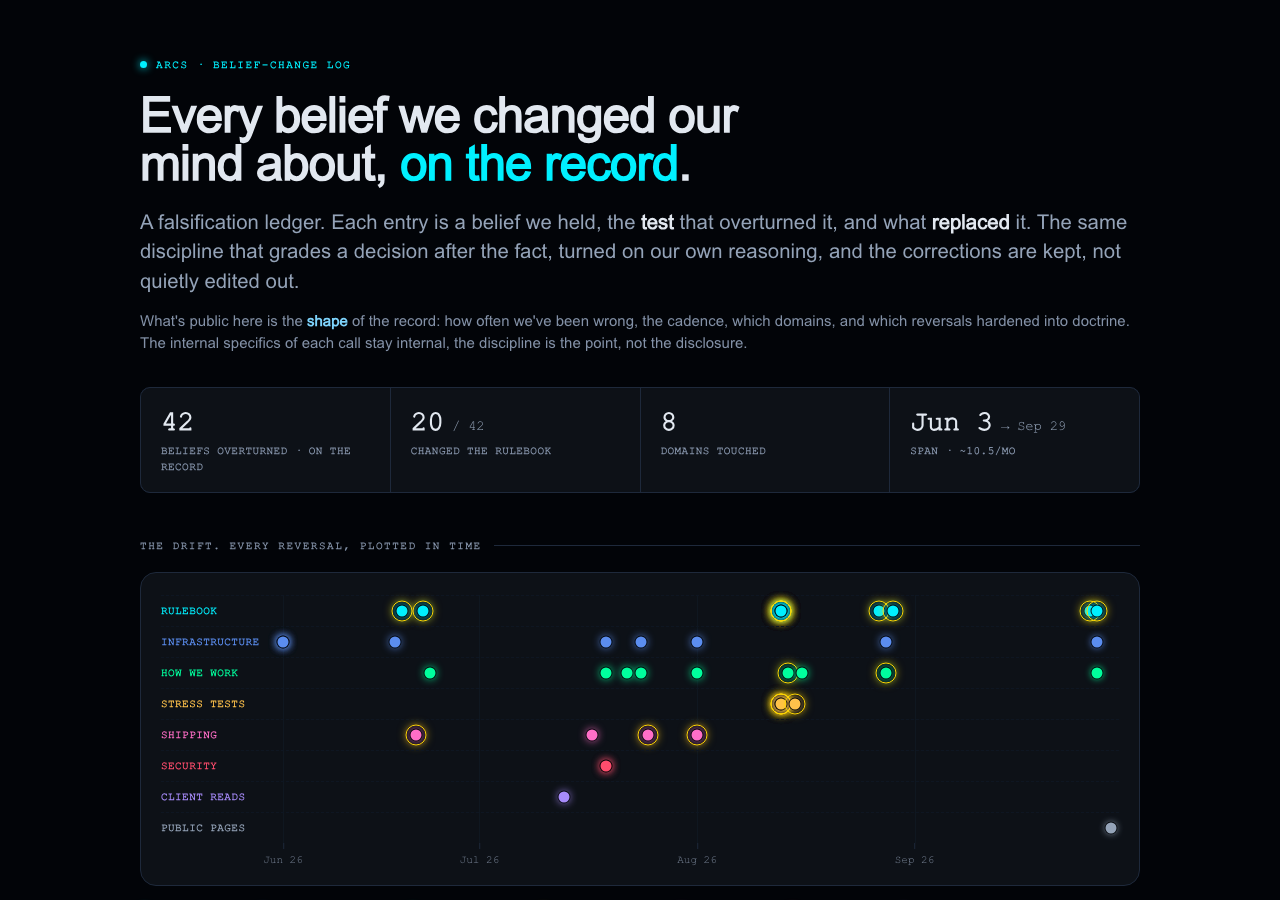 ARCS · BELIEF-CHANGE LOG
Every belief we changed our
mind about, on the record.
A falsification ledger. Each entry is a belief we held, the test that overturned it, and what replaced it. The same
discipline that grades a decision after the fact, turned on our own reasoning, and the corrections are kept, not
quietly edited out.
What's public here is the shape of the record: how often we've been wrong, the cadence, which domains, and which reversals hardened into doctrine.
The internal specifics of each call stay internal, the discipline is the point, not the disclosure.
42
BELIEFS OVERTURNED · ON THE
RECORD
20 / 42
CHANGED THE RULEBOOK
8
DOMAINS TOUCHED
Jun 3 → Sep 29
SPAN · ~10.5/MO
THE DRIFT. EVERY REVERSAL, PLOTTED IN TIME
RULEBOOK
INFRASTRUCTURE
HOW WE WORK
STRESS TESTS
SHIPPING
SECURITY
CLIENT READS
PUBLIC PAGES
Jun 26
Jul 26
Aug 26
Sep 26